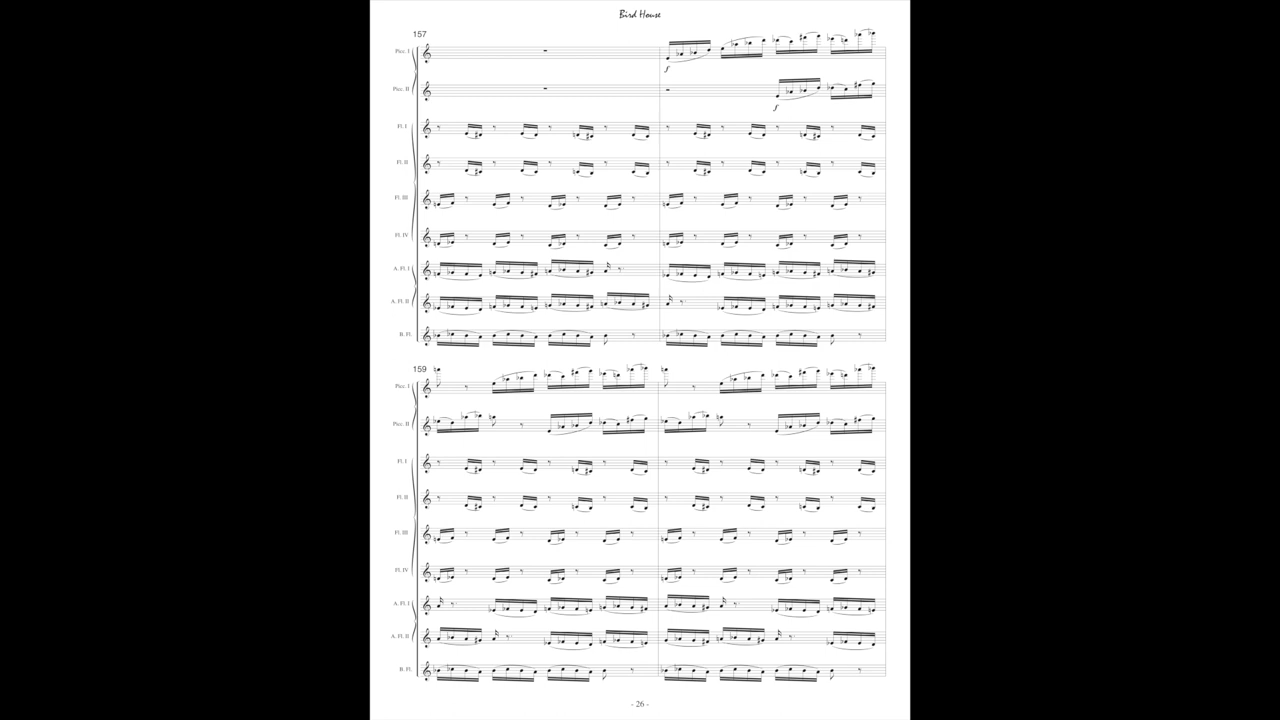 Bird House
157
Picc. I
f
Picc. II
f
Fl. I
Fl. II
Fl. III
Fl. IV
A. Fl. I
A. Fl. II
B. Fl.
159
Picc. I
Picc. II
Fl. I
Fl. II
Fl. III
Fl. IV
A. Fl. I
A. Fl. II
B. Fl.
- 26 -